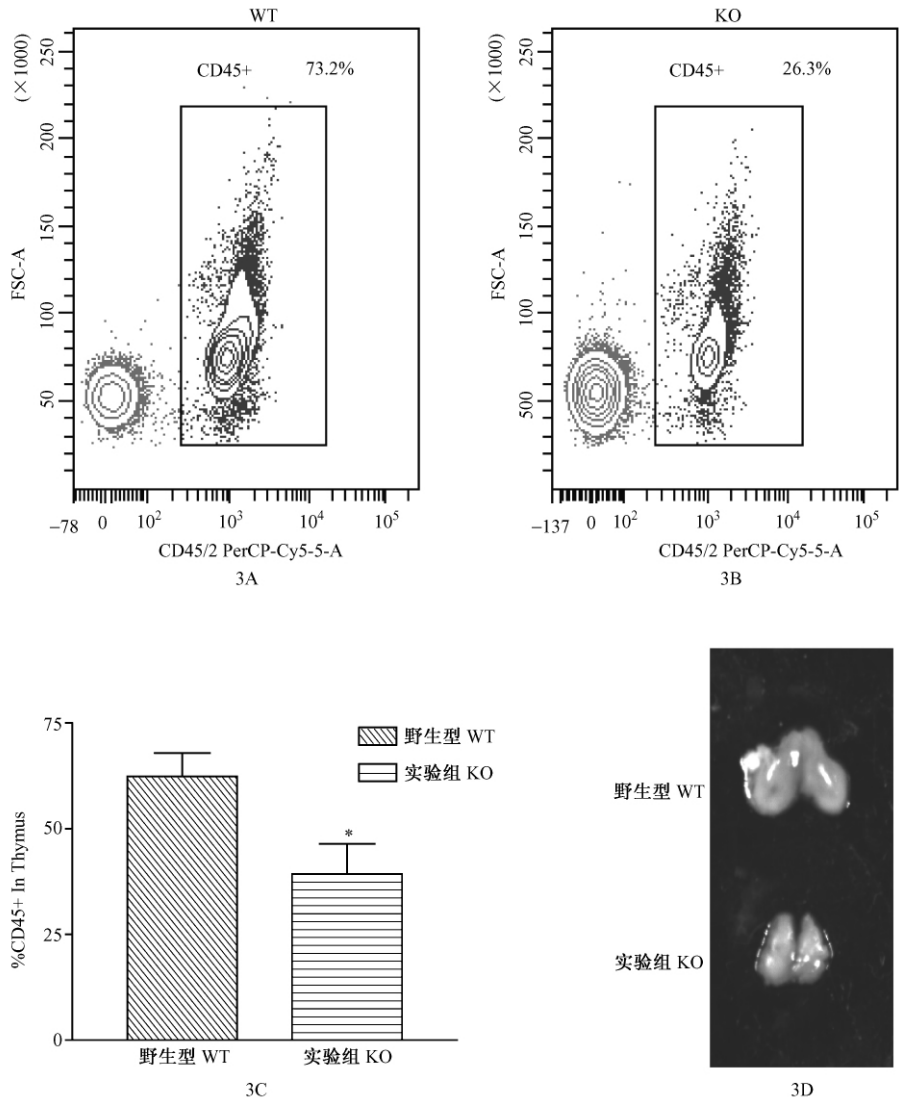 WT
(×1000)
CD45+ 73.2%
250
200
150
100
50
FSC-A
−78 0 10² 10³ 10⁴ 10⁵
CD45/2 PerCP-Cy5-5-A
3A
KO
(×1000)
CD45+ 26.3%
250
200
150
100
500
FSC-A
−137 0 10² 10³ 10⁴ 10⁵
CD45/2 PerCP-Cy5-5-A
3B
%CD45+ In Thymus
75
50
25
0
野生型 WT
实验组 KO
*
野生型 WT 实验组 KO
3C
野生型 WT
实验组 KO
3D